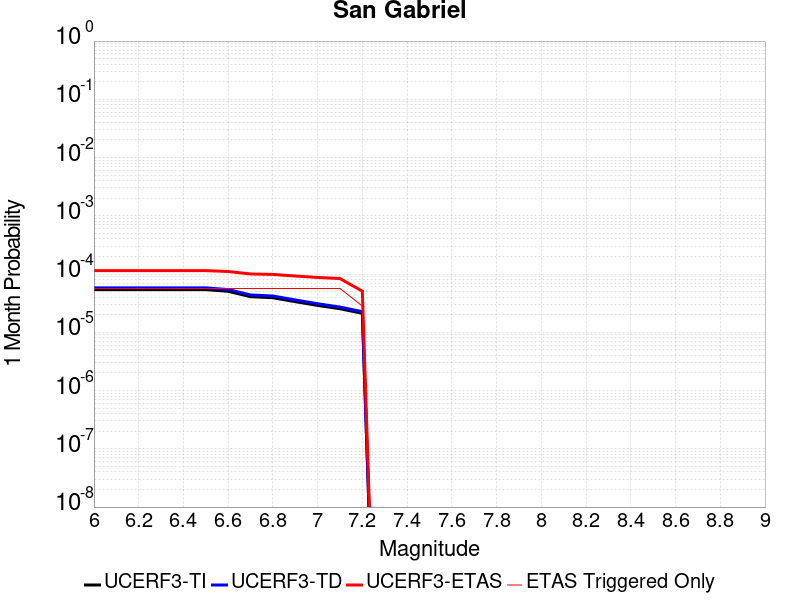 San Gabriel
10 0
10 -1
10 -2
10 -3
10 -4
10 -5
10 -6
10 -7
10 -8
1 Month Probability
6 6.2 6.4 6.6 6.8 7 7.2 7.4 7.6 7.8 8 8.2 8.4 8.6 8.8 9
Magnitude
UCERF3-TI UCERF3-TD UCERF3-ETAS ETAS Triggered Only